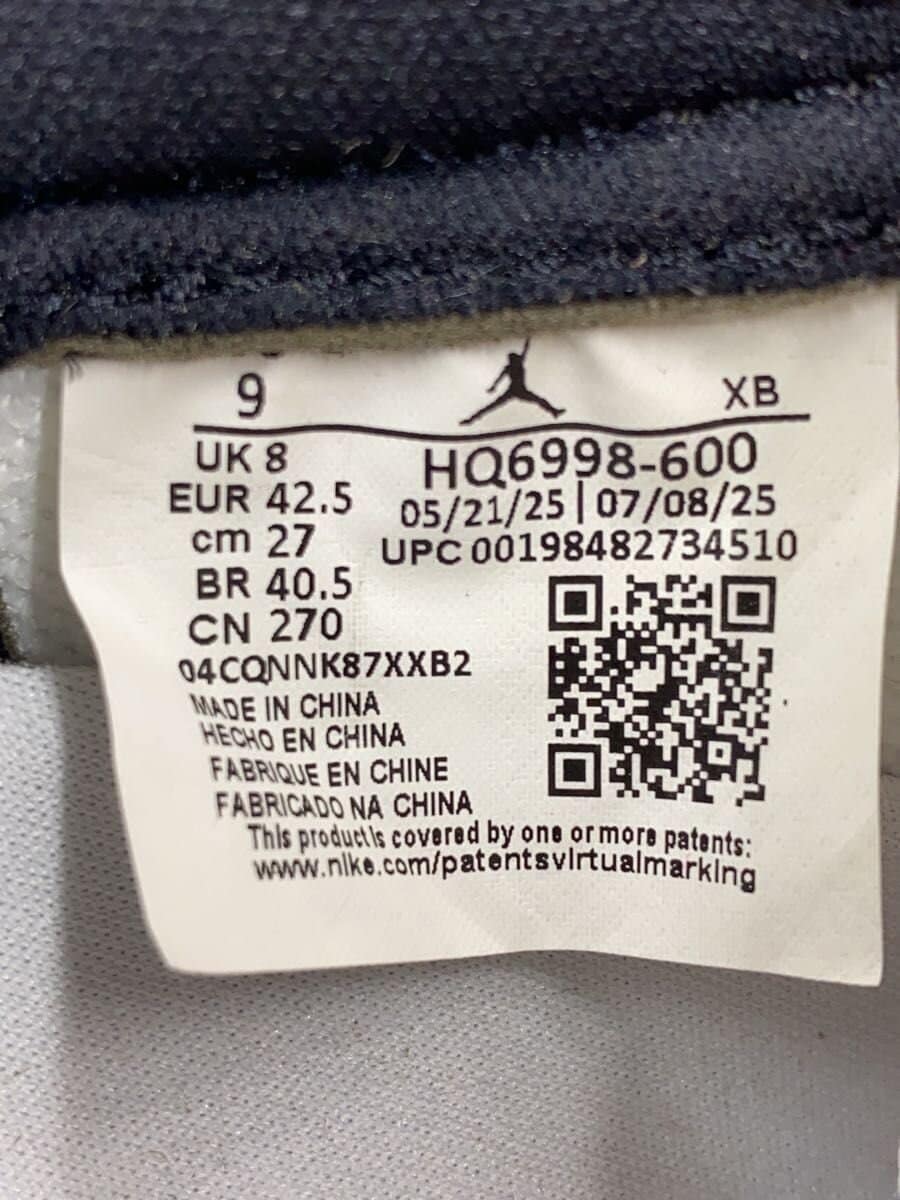 9 XB
UK 8 HQ6998-600
EUR 42.5 05/21/25 | 07/08/25
cm 27 UPC 00198482734510
BR 40.5
CN 270
04CQNNK87XXB2
MADE IN CHINA
HECHO EN CHINA
FABRIQUE EN CHINE
FABRICADO NA CHINA
This product is covered by one or more patents:
www.nike.com/patentsvirtualmarking